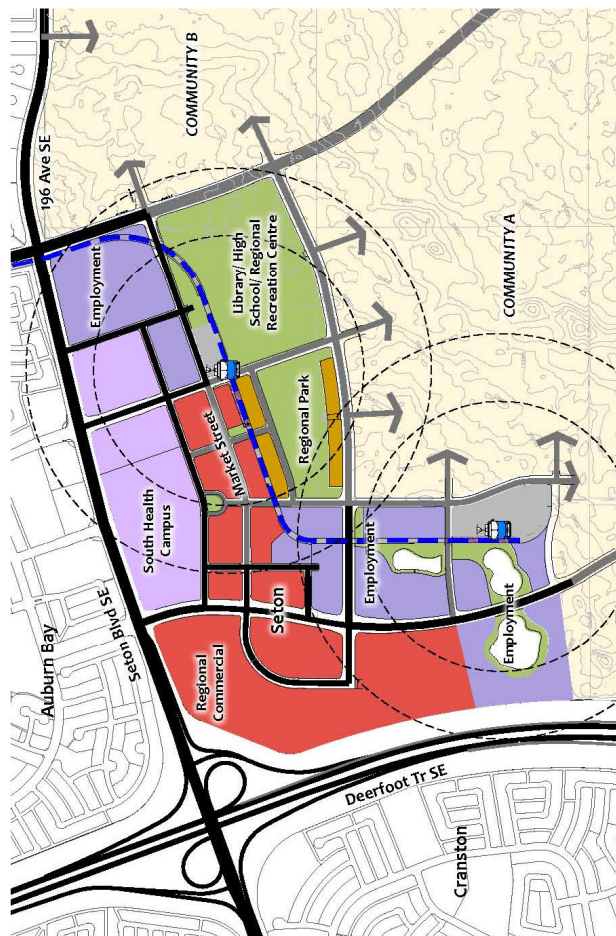 COMMUNITY B
196 Ave SE
Employment
Library/ High
School/ Regional
Recreation Centre
COMMUNITY A
Market Street
Regional Park
South Health
Campus
Employment
Seton
Employment
Auburn Bay
Seton Blvd SE
Regional
Commercial
Deerfoot Tr SE
Cranston